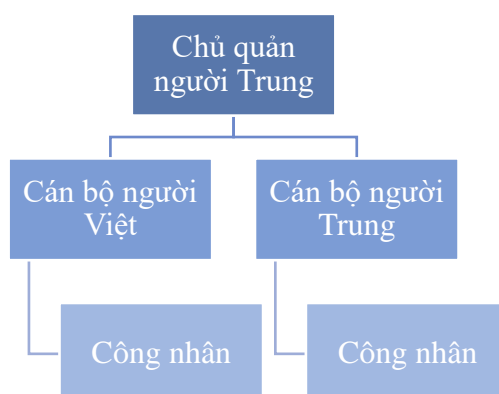 Chủ quản
người Trung
Cán bộ người
Việt
Cán bộ người
Trung
Công nhân
Công nhân